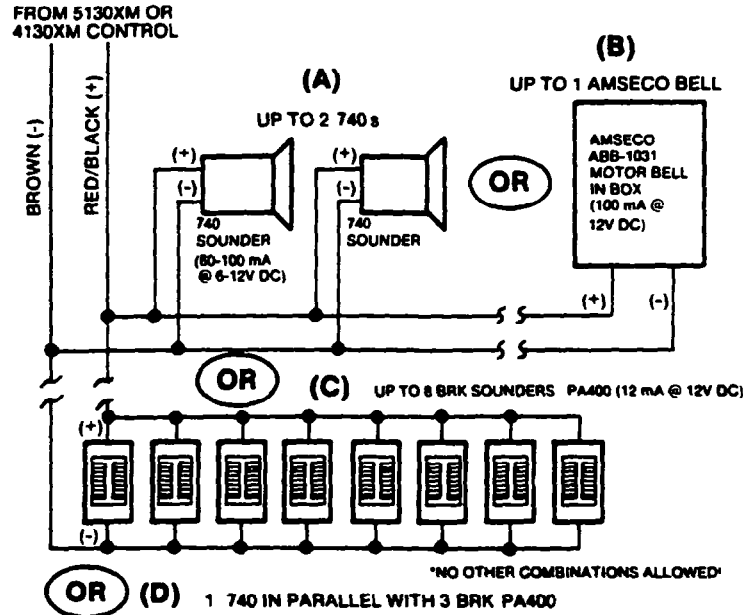 FROM 5130XM OR
4130XM CONTROL
BROWN (-)
RED/BLACK (+)
(A)
UP TO 2 740 s
(+)
(-)
740
SOUNDER
(60-100 mA
@ 6-12V DC)
(+)
(-)
740
SOUNDER
OR
(B)
UP TO 1 AMSECO BELL
AMSECO
ABB-1031
MOTOR BELL
IN BOX
(100 mA @
12V DC)
(+)
(-)
OR
(C)
UP TO 8 BRK SOUNDERS PA400 (12 mA @ 12V DC)
(+)
(-)
"NO OTHER COMBINATIONS ALLOWED"
OR
(D)
1 740 IN PARALLEL WITH 3 BRK PA400